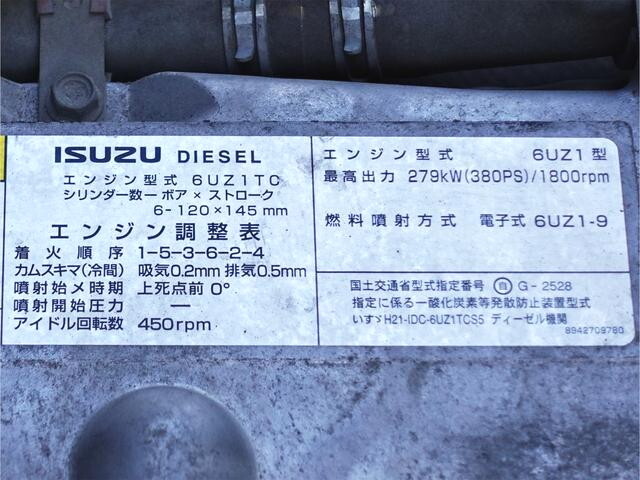 ISUZU DIESEL
エンジン型式 6UZ1TC
シリンダー数ー ボア × ストローク
6-120×145mm
エンジン調整表
着火順序 1-5-3-6-2-4
カムスキマ(冷間) 吸気0.2mm 排気0.5mm
噴射始メ時期 上死点前 0°
噴射開始圧力 ―
アイドル回転数 450rpm
エンジン型式 6UZ1型
最高出力 279kW(380PS)/1800rpm
燃料噴射方式 電子式 6UZ1-9
国土交通省型式指定番号 自 G-2528
指定に係る一酸化炭素等発散防止装置型式
いすゞH21-IDC-6UZ1TCS5 ディーゼル機関
8942709780